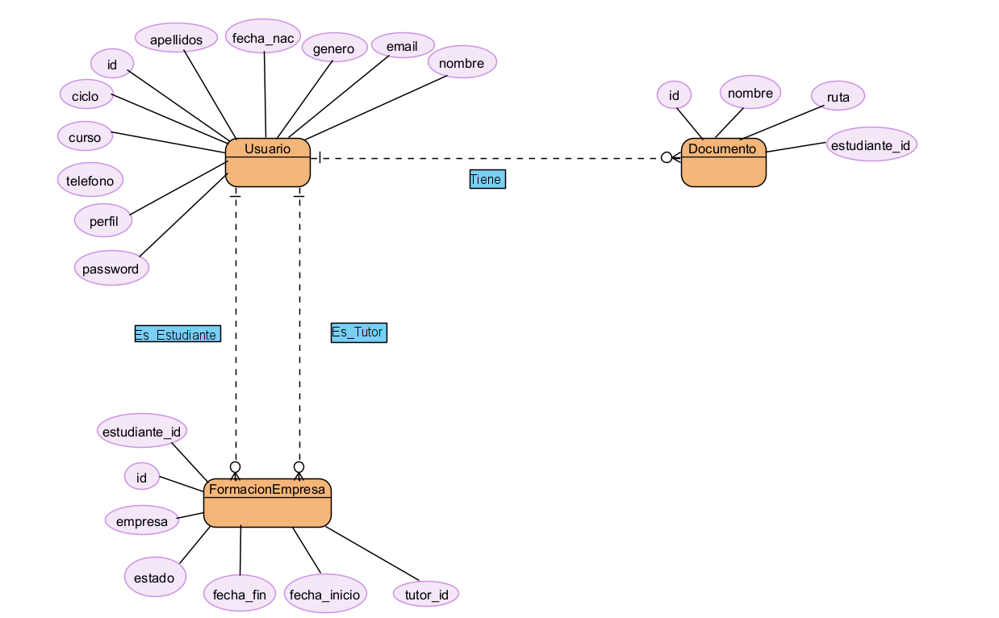 apellidos
fecha_nac
genero
email
nombre
id
ciclo
curso
telefono
perfil
password
Usuario
Tiene
id
nombre
ruta
estudiante_id
Documento
Es_Estudiante
Es_Tutor
estudiante_id
id
empresa
estado
fecha_fin
fecha_inicio
tutor_id
FormacionEmpresa